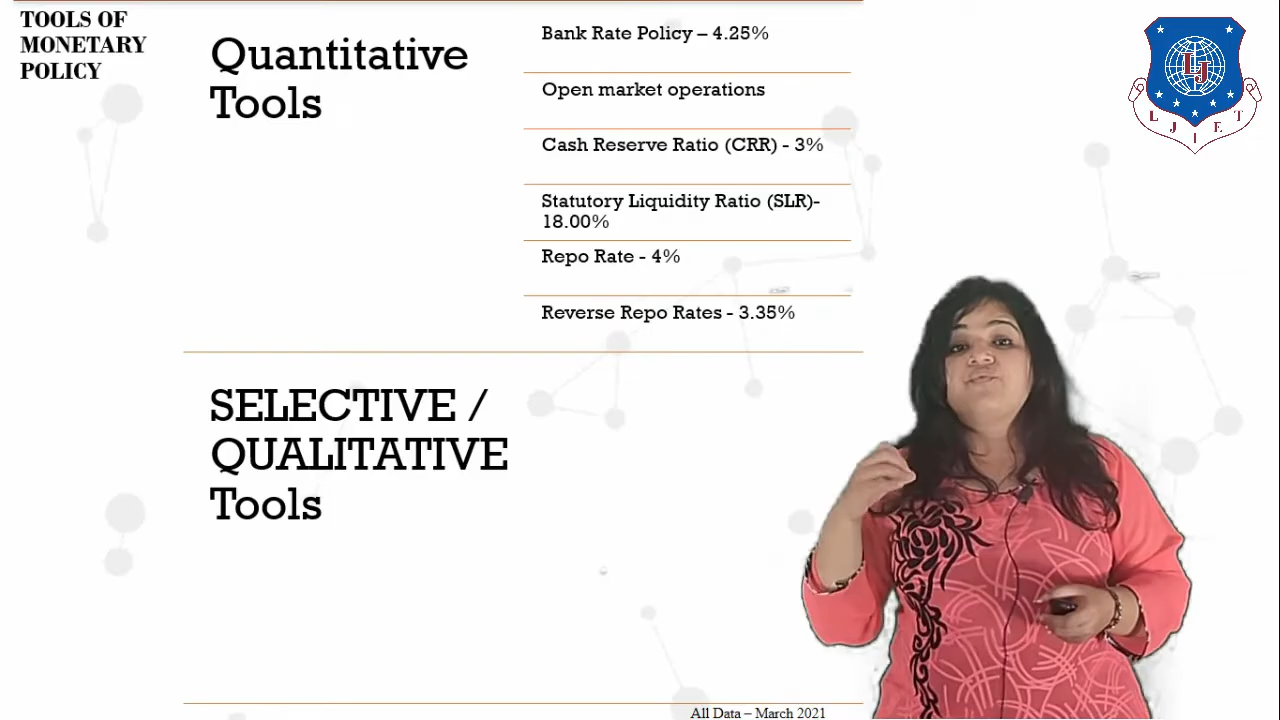 TOOLS OF
MONETARY
POLICY
Quantitative
Tools
Bank Rate Policy – 4.25%
Open market operations
Cash Reserve Ratio (CRR) - 3%
Statutory Liquidity Ratio (SLR)-
18.00%
Repo Rate - 4%
Reverse Repo Rates - 3.35%
SELECTIVE /
QUALITATIVE
Tools
All Data – March 2021
LJ
L J I E T